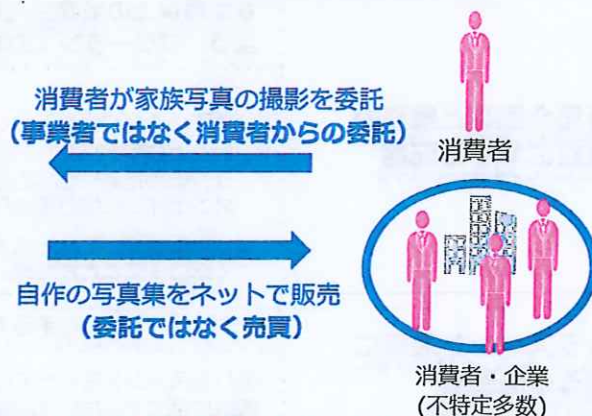 消費者が家族写真の撮影を委託
(事業者ではなく消費者からの委託)
消費者
自作の写真集をネットで販売
(委託ではなく売買)
消費者・企業
(不特定多数)